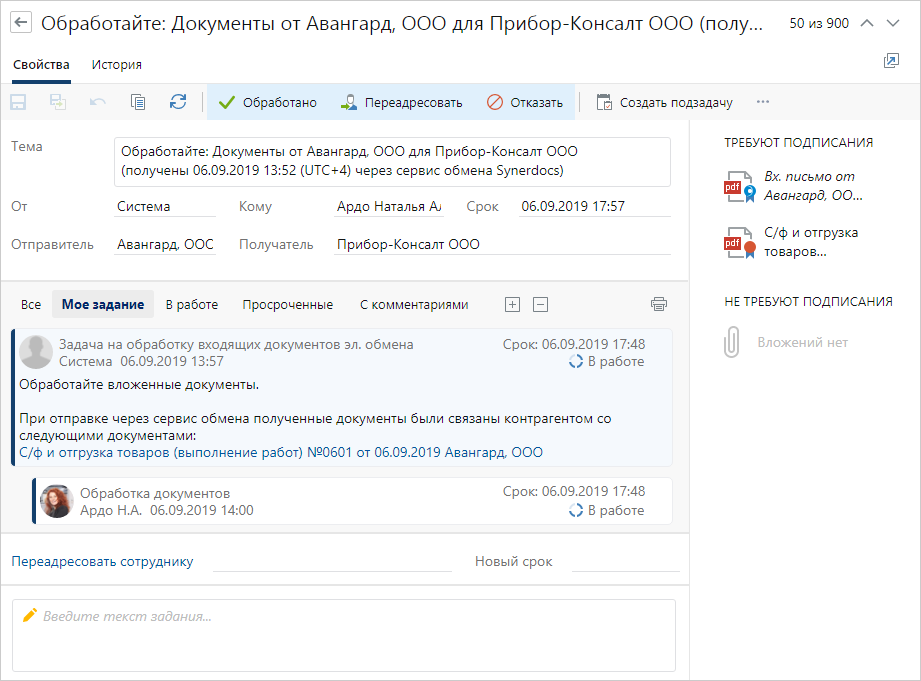 Обработайте: Документы от Авангард, ООО для Прибор-Консалт ООО (полу...
50 из 900
Свойства
История
Обработано
Переадресовать
Отказать
Создать подзадачу
Тема
Обработайте: Документы от Авангард, ООО для Прибор-Консалт ООО
(получены 06.09.2019 13:52 (UTC+4) через сервис обмена Synerdocs)
От
Система
Кому
Ардо Наталья Ал
Срок
06.09.2019 17:57
Отправитель
Авангард, ООО
Получатель
Прибор-Консалт ООО
Все
Мое задание
В работе
Просроченные
С комментариями
Задача на обработку входящих документов эл. обмена
Срок: 06.09.2019 17:48
Система 06.09.2019 13:57
В работе
Обработайте вложенные документы.
При отправке через сервис обмена полученные документы были связаны контрагентом со
следующими документами:
С/ф и отгрузка товаров (выполнение работ) №0601 от 06.09.2019 Авангард, ООО
Обработка документов
Срок: 06.09.2019 17:48
Ардо Н.А. 06.09.2019 14:00
В работе
Переадресовать сотруднику
Новый срок
Введите текст задания...
ТРЕБУЮТ ПОДПИСАНИЯ
pdf
Вх. письмо от
Авангард, ОО...
pdf
С/ф и отгрузка
товаров...
НЕ ТРЕБУЮТ ПОДПИСАНИЯ
Вложений нет